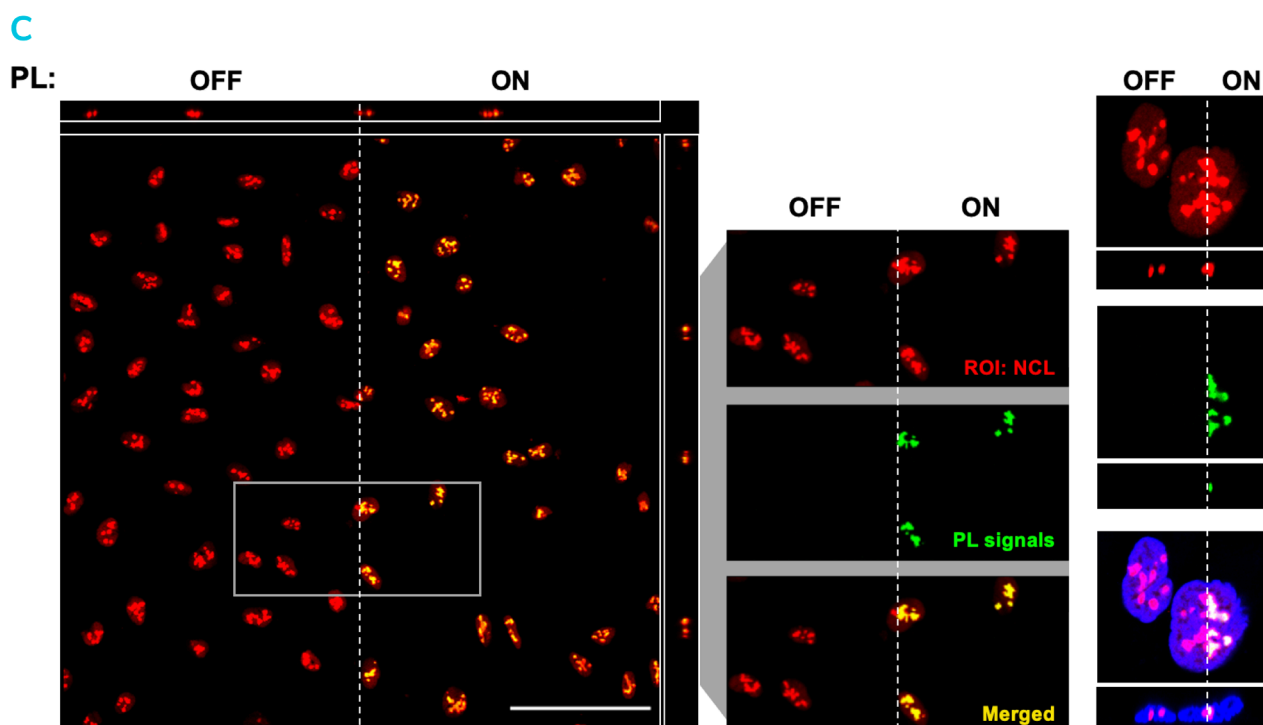 C
PL: OFF ON
OFF ON
OFF ON
ROI: NCL
PL signals
Merged